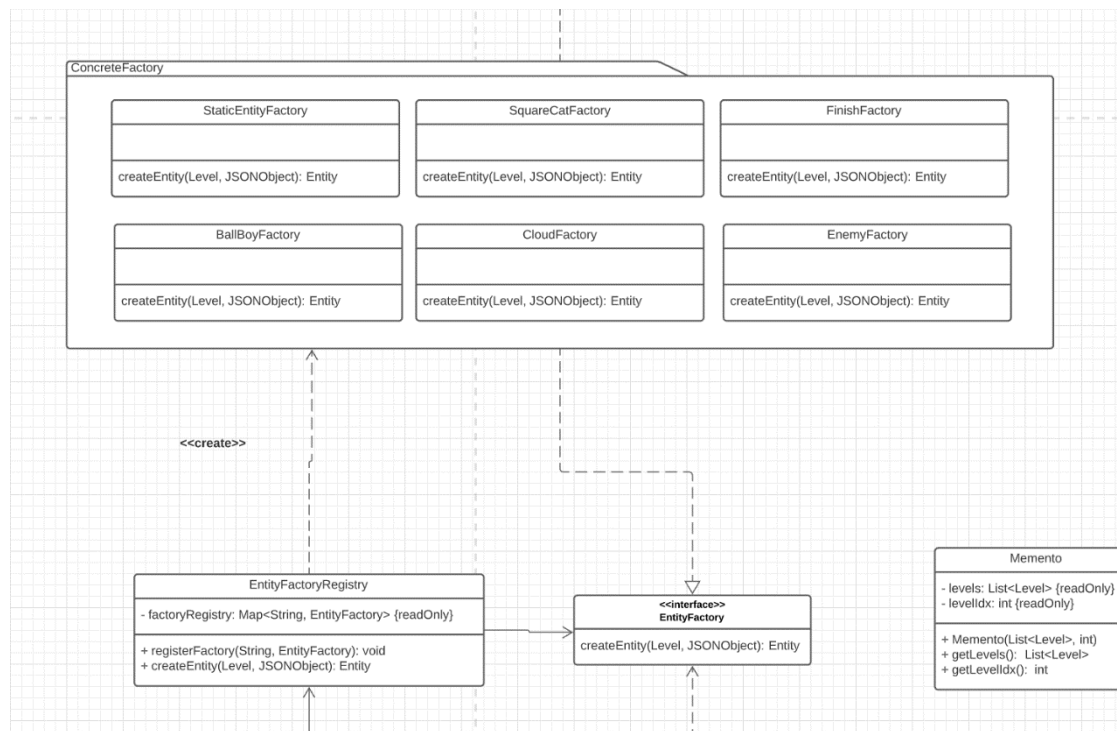 ConcreteFactory
StaticEntityFactory
createEntity(Level, JSONObject): Entity
SquareCatFactory
createEntity(Level, JSONObject): Entity
FinishFactory
createEntity(Level, JSONObject): Entity
BallBoyFactory
createEntity(Level, JSONObject): Entity
CloudFactory
createEntity(Level, JSONObject): Entity
EnemyFactory
createEntity(Level, JSONObject): Entity
<<create>>
EntityFactoryRegistry
- factoryRegistry: Map<String, EntityFactory> {readOnly}
+ registerFactory(String, EntityFactory): void
+ createEntity(Level, JSONObject): Entity
<<interface>>
EntityFactory
createEntity(Level, JSONObject): Entity
Memento
- levels: List<Level> {readOnly}
- levelIdx: int {readOnly}
+ Memento(List<Level>, int)
+ getLevels(): List<Level>
+ getLevelIdx(): int